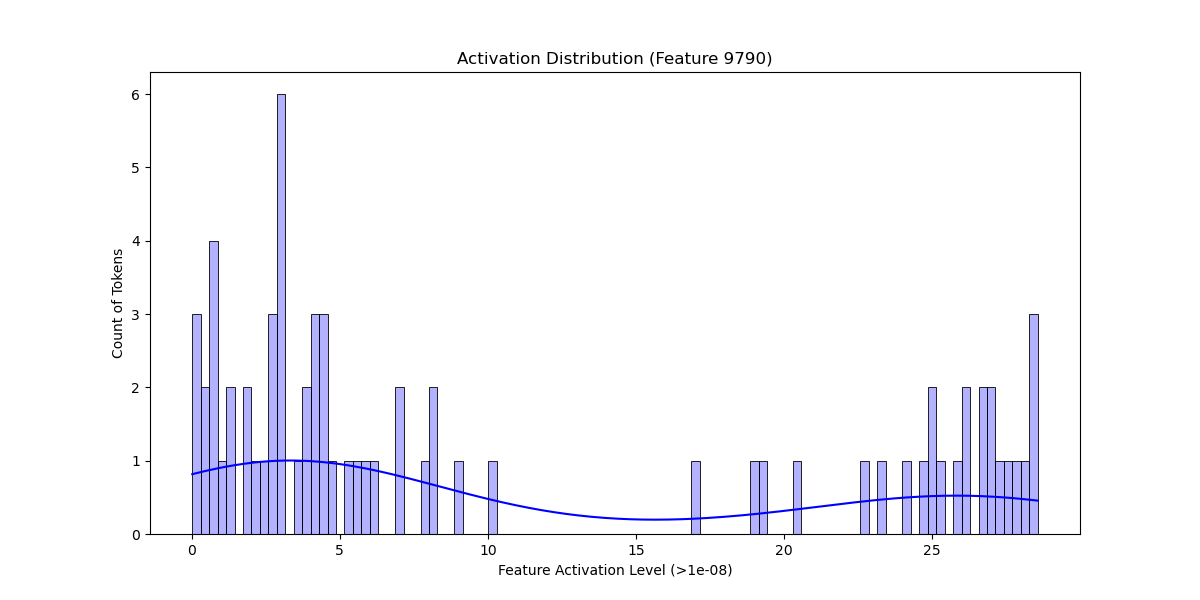 Activation Distribution (Feature 9790)
6
5
4
3
2
1
0
Count of Tokens
0 5 10 15 20 25
Feature Activation Level (>1e-08)